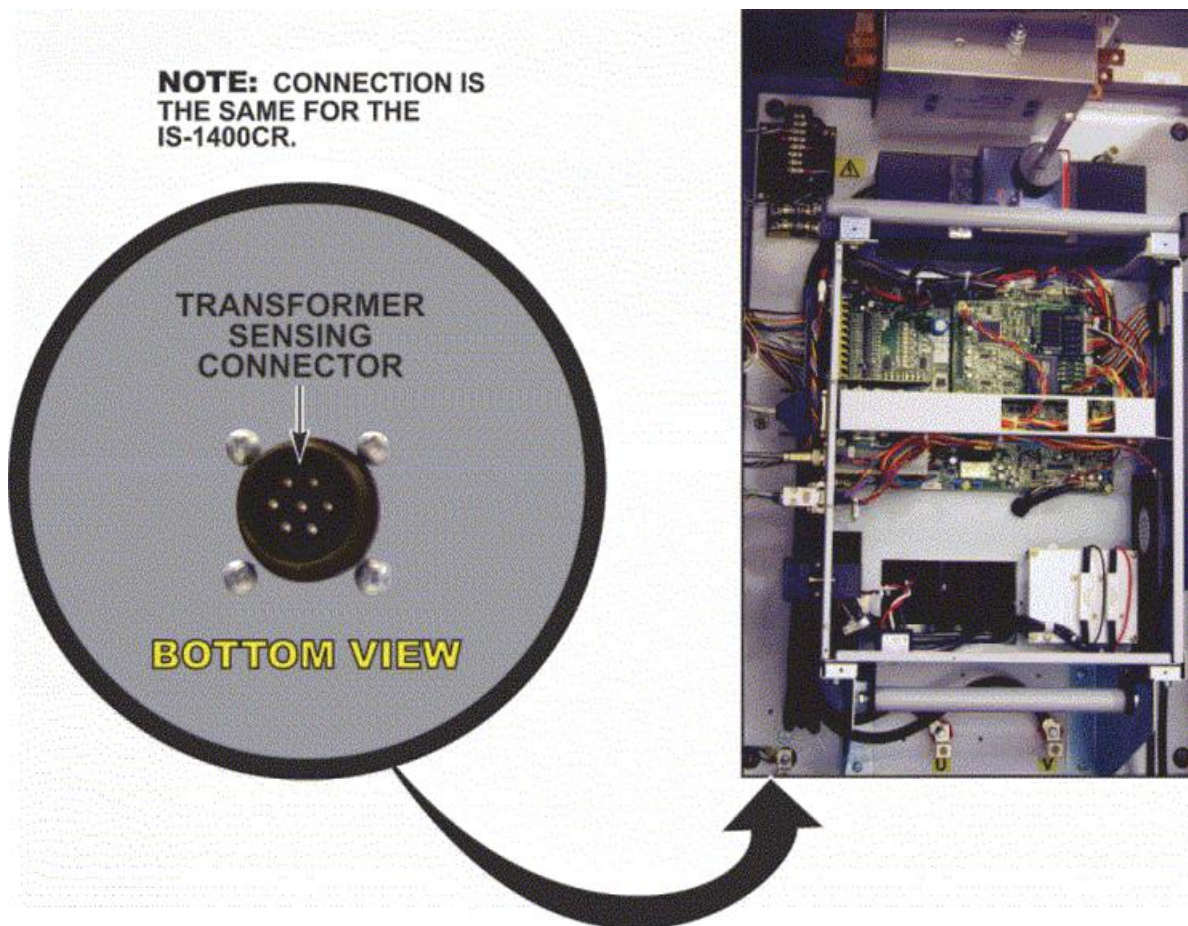 NOTE: CONNECTION IS
THE SAME FOR THE
IS-1400CR.
TRANSFORMER
SENSING
CONNECTOR
BOTTOM VIEW
U
V